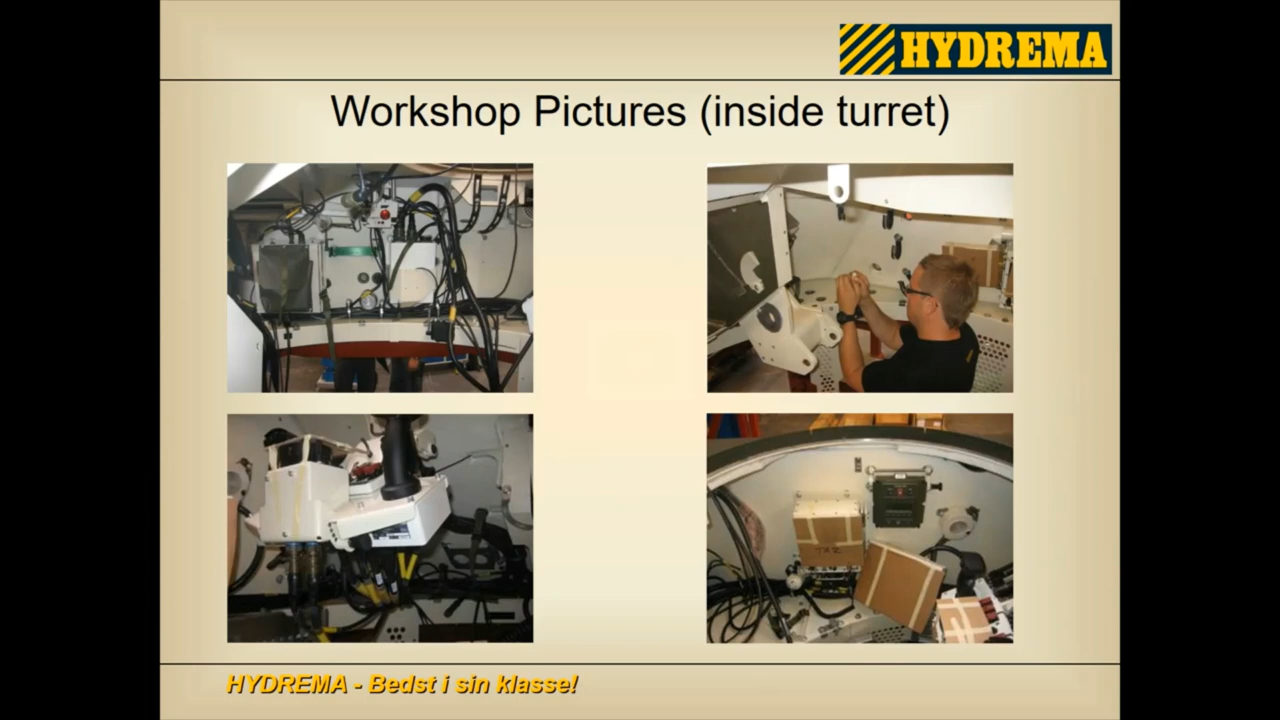 HYDREMA
Workshop Pictures (inside turret)
HYDREMA - Bedst i sin klasse!